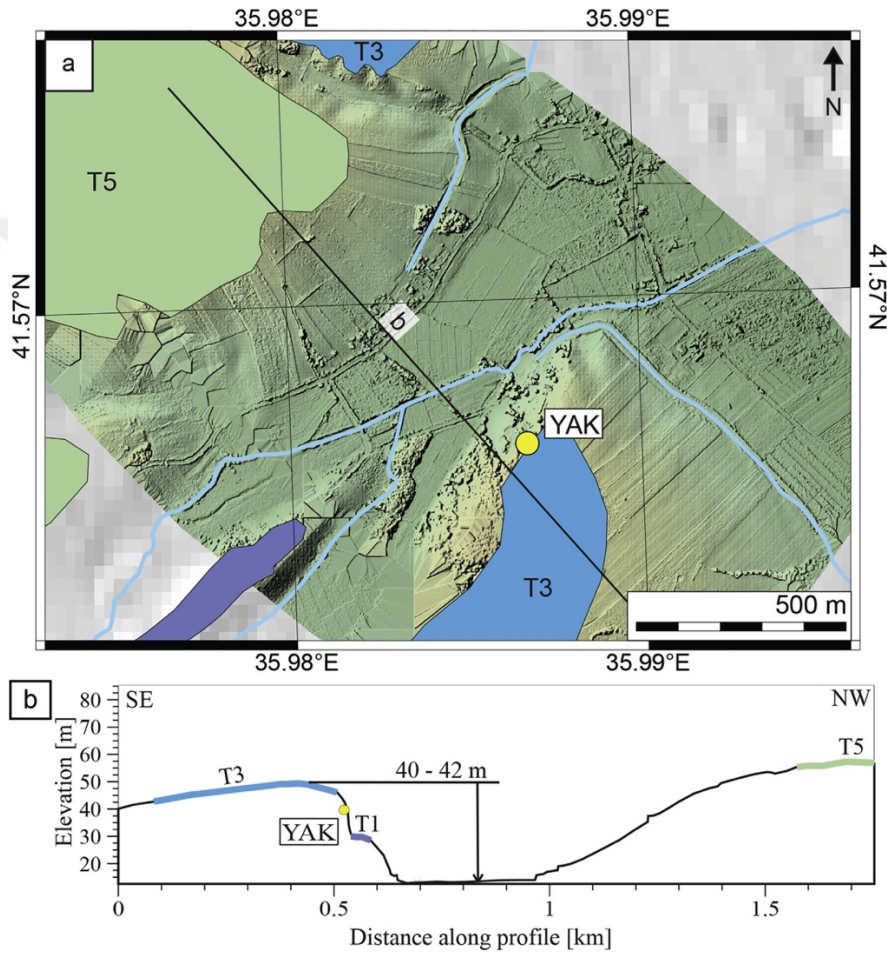 35.98°E 35.99°E
a
T3
N
T5
41.57°N
41.57°N
b
YAK
T3
500 m
35.98°E 35.99°E
b
SE
NW
80
70
60
50
40
30
20
Elevation [m]
T3
40 - 42 m
T5
YAK
T1
0 0.5 1 1.5
Distance along profile [km]